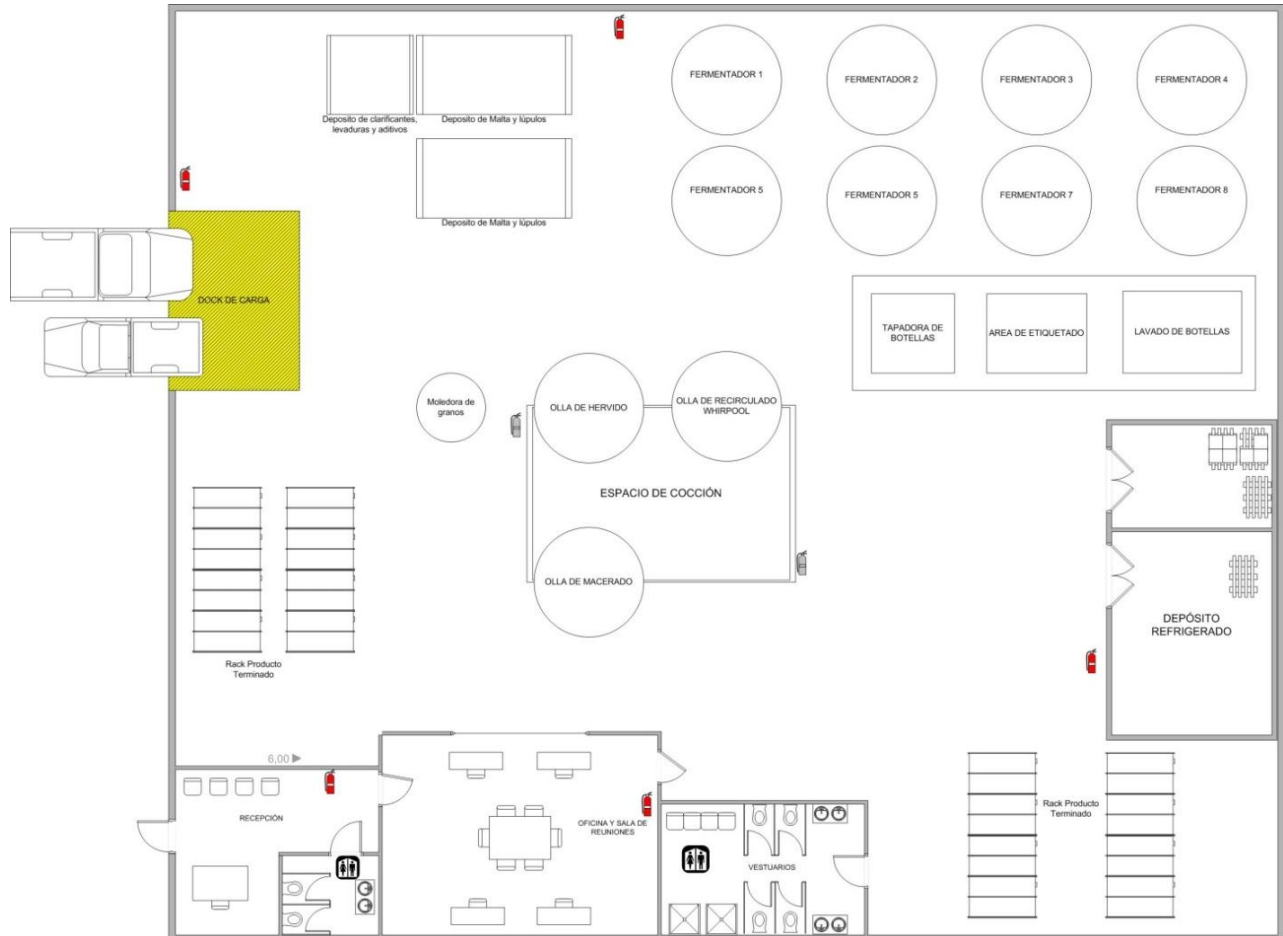 FERMENTADOR 1
FERMENTADOR 2
FERMENTADOR 3
FERMENTADOR 4
Deposito de clarificantes,
levaduras y aditivos
Deposito de Malta y lúpulos
FERMENTADOR 5
FERMENTADOR 5
FERMENTADOR 7
FERMENTADOR 8
Deposito de Malta y lúpulos
DOCK DE CARGA
TAPADORA DE
BOTELLAS
AREA DE ETIQUETADO
LAVADO DE BOTELLAS
Moledora de
granos
OLLA DE HERVIDO
OLLA DE RECIRCULADO
WHIRPOOL
ESPACIO DE COCCIÓN
OLLA DE MACERADO
DEPÓSITO
REFRIGERADO
Rack Producto
Terminado
6,00
RECEPCIÓN
OFICINA Y SALA DE
REUNIONES
VESTUARIOS
Rack Producto
Terminado